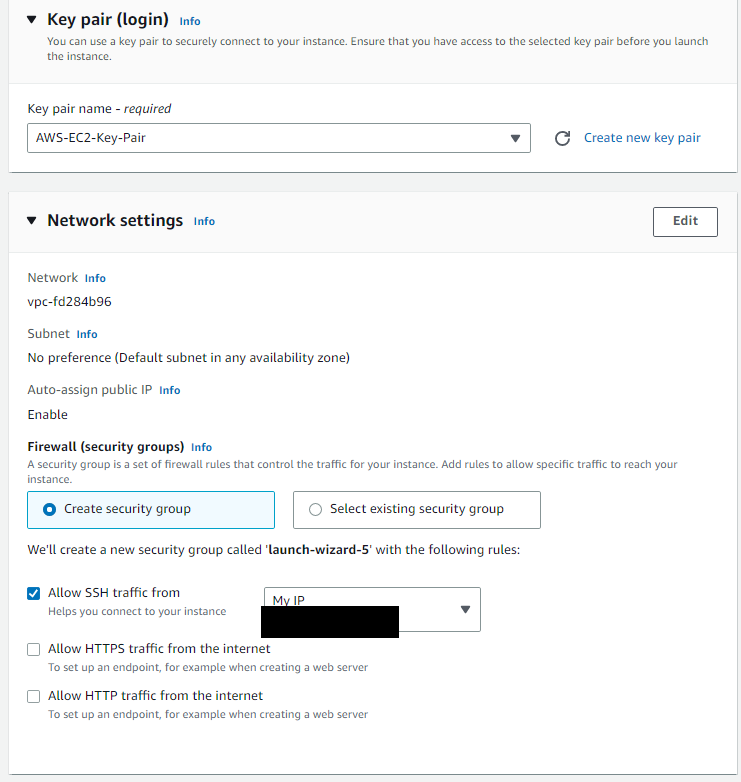 Key pair (login) Info
You can use a key pair to securely connect to your instance. Ensure that you have access to the selected key pair before you launch
the instance.
Key pair name - required
AWS-EC2-Key-Pair
Create new key pair
Network settings Info
Edit
Network Info
vpc-fd284b96
Subnet Info
No preference (Default subnet in any availability zone)
Auto-assign public IP Info
Enable
Firewall (security groups) Info
A security group is a set of firewall rules that control the traffic for your instance. Add rules to allow specific traffic to reach your
instance.
Create security group
Select existing security group
We'll create a new security group called 'launch-wizard-5' with the following rules:
Allow SSH traffic from
Helps you connect to your instance
My IP
Allow HTTPS traffic from the internet
To set up an endpoint, for example when creating a web server
Allow HTTP traffic from the internet
To set up an endpoint, for example when creating a web server